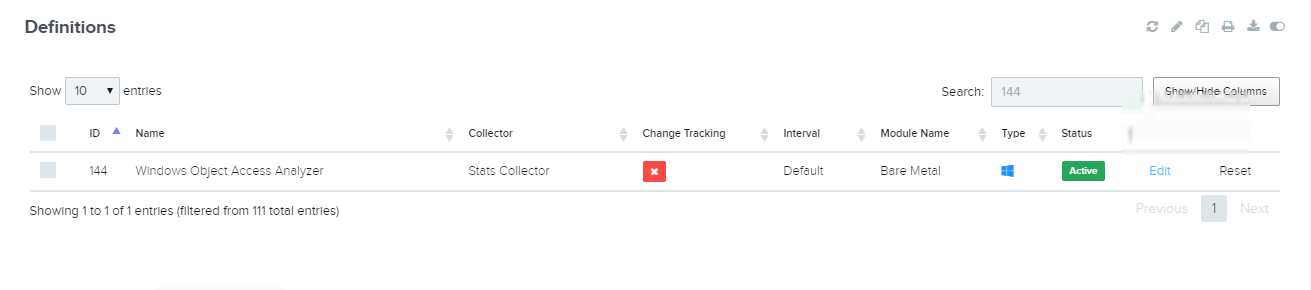 Definitions
Show 10 entries
Search: 144 Show/Hide Columns
ID Name Collector Change Tracking Interval Module Name Type Status
144 Windows Object Access Analyzer Stats Collector Default Bare Metal Active Edit Reset
Showing 1 to 1 of 1 entries (filtered from 111 total entries)
Previous 1 Next